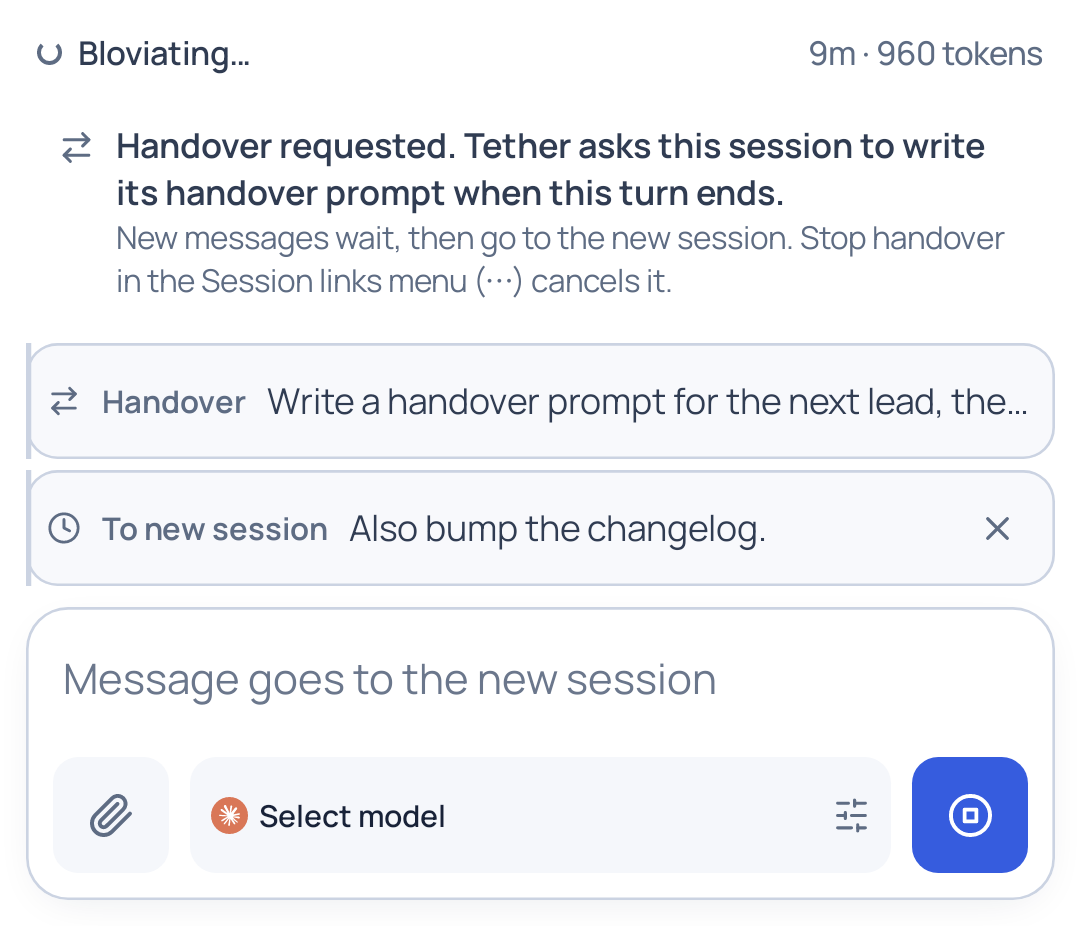 Bloviating...
9m · 960 tokens
Handover requested. Tether asks this session to write
its handover prompt when this turn ends.
New messages wait, then go to the new session. Stop handover
in the Session links menu (···) cancels it.
Handover Write a handover prompt for the next lead, the...
To new session Also bump the changelog.
Message goes to the new session
Select model